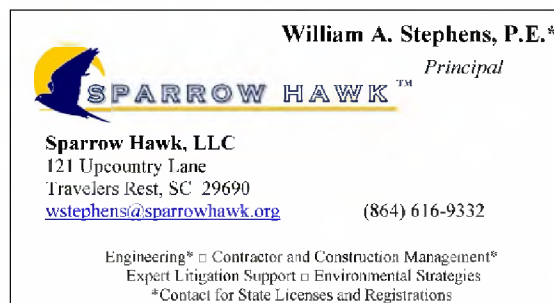 William A. Stephens, P.E.*
Principal
SPARROW HAWK™
Sparrow Hawk, LLC
121 Upcountry Lane
Travelers Rest, SC 29690
wstephens@sparrowhawk.org (864) 616-9332
Engineering* □ Contractor and Construction Management*
Expert Litigation Support □ Environmental Strategies
*Contact for State Licenses and Registrations